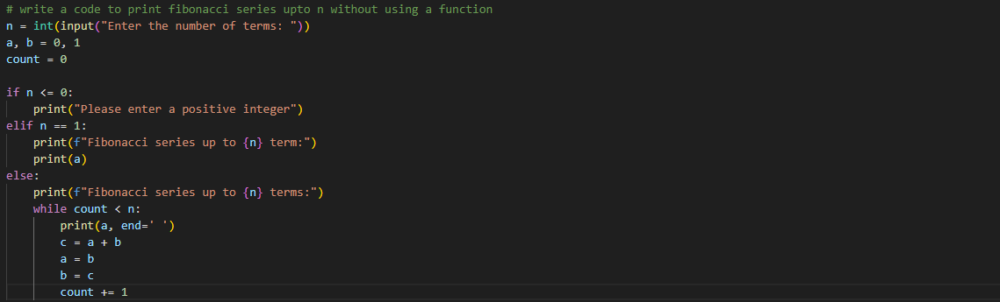 # write a code to print fibonacci series upto n without using a function
n = int(input("Enter the number of terms: "))
a, b = 0, 1
count = 0

if n <= 0:
    print("Please enter a positive integer")
elif n == 1:
    print(f"Fibonacci series up to {n} term:")
    print(a)
else:
    print(f"Fibonacci series up to {n} terms:")
    while count < n:
        print(a, end=' ')
        c = a + b
        a = b
        b = c
        count += 1